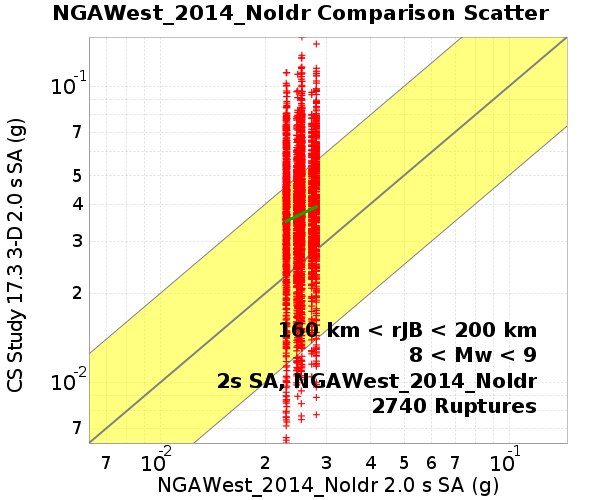 NGAWest_2014_NoIdr Comparison Scatter
CS Study 17.3 3-D 2.0 s SA (g)
10-1
7
5
4
3
2
10-2
7
160 km < rJB < 200 km
8 < Mw < 9
2s SA, NGAWest_2014_NoIdr
2740 Ruptures
7 10-2 2 3 4 5 6 7 10-1
NGAWest_2014_NoIdr 2.0 s SA (g)